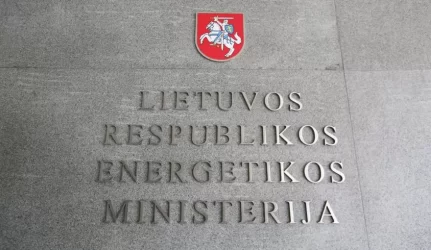 LIETUVOS
RESPUBLIKOS
ENERGETIKOS
MINISTERIJA